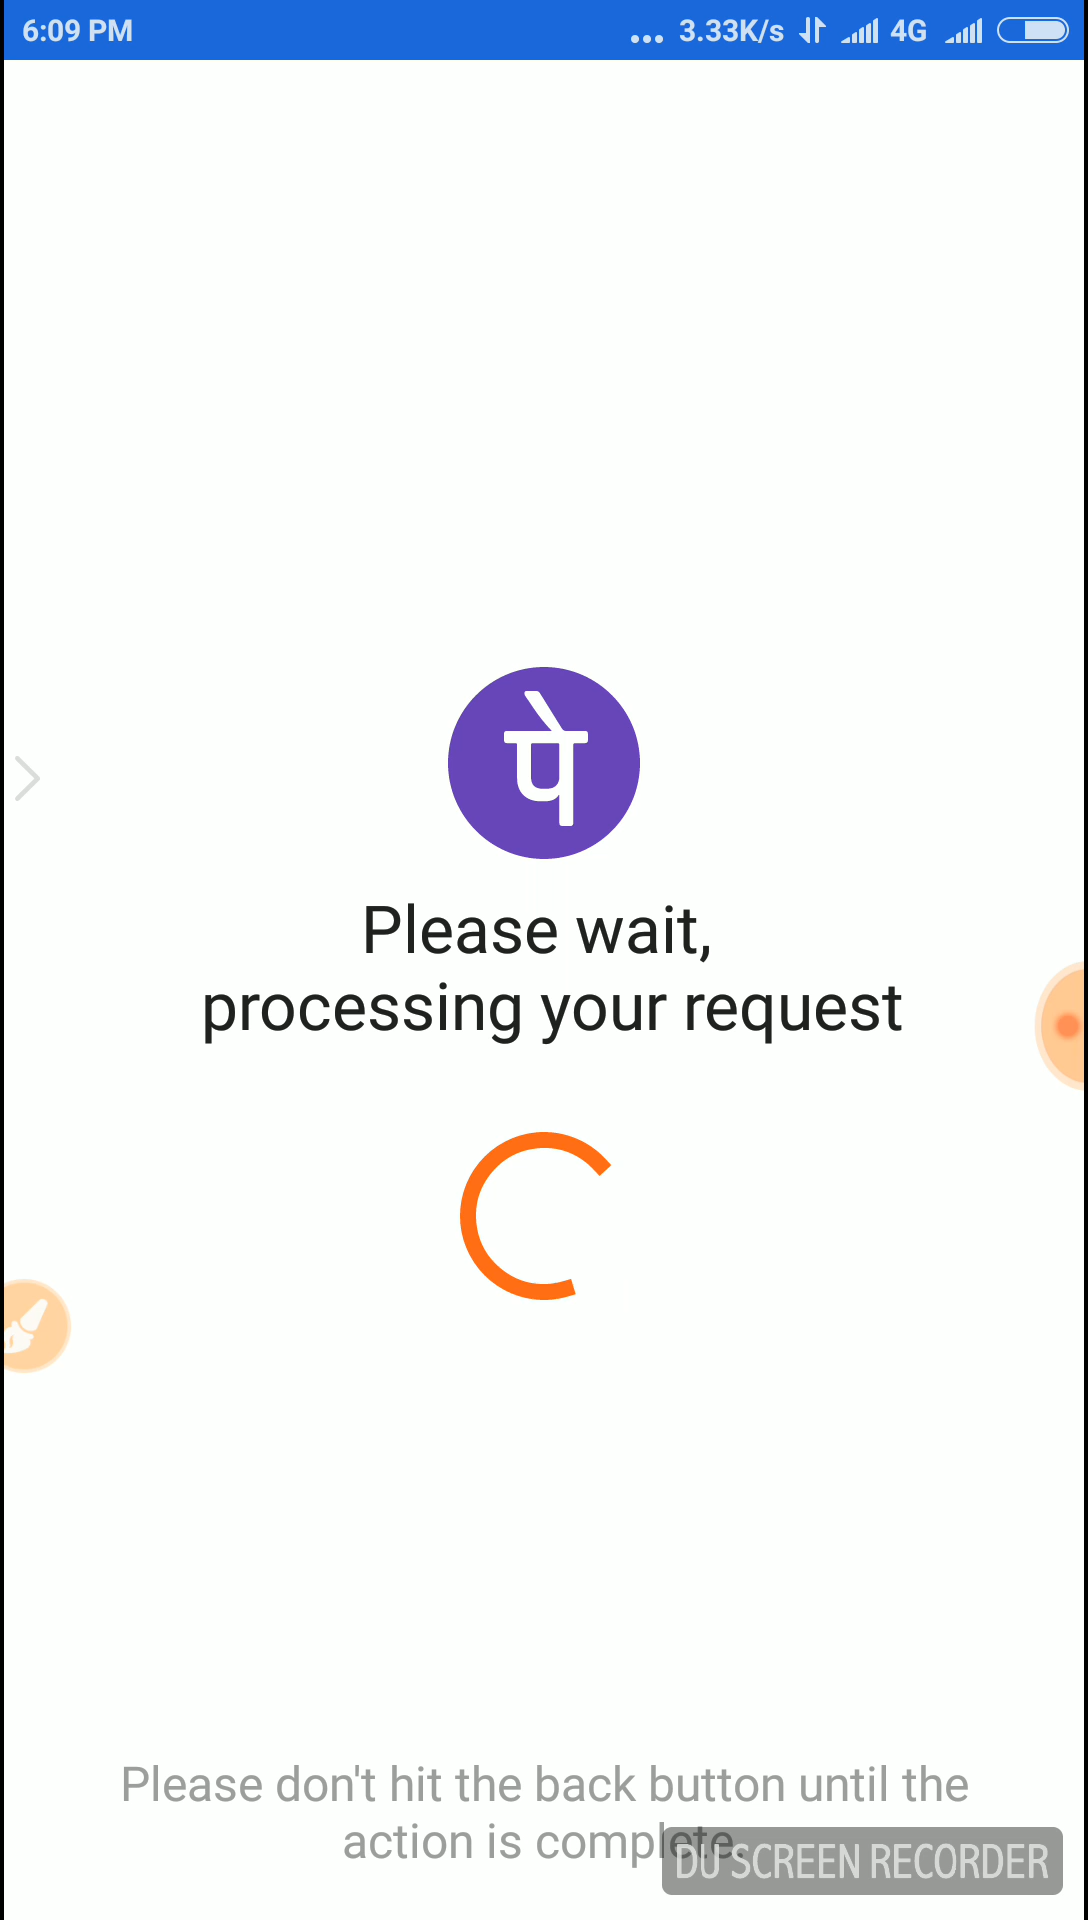 6:09 PM
... 3.33K/s 4G
पे
Please wait,
processing your request
Please don't hit the back button until the
action is complete.
DU SCREEN RECORDER